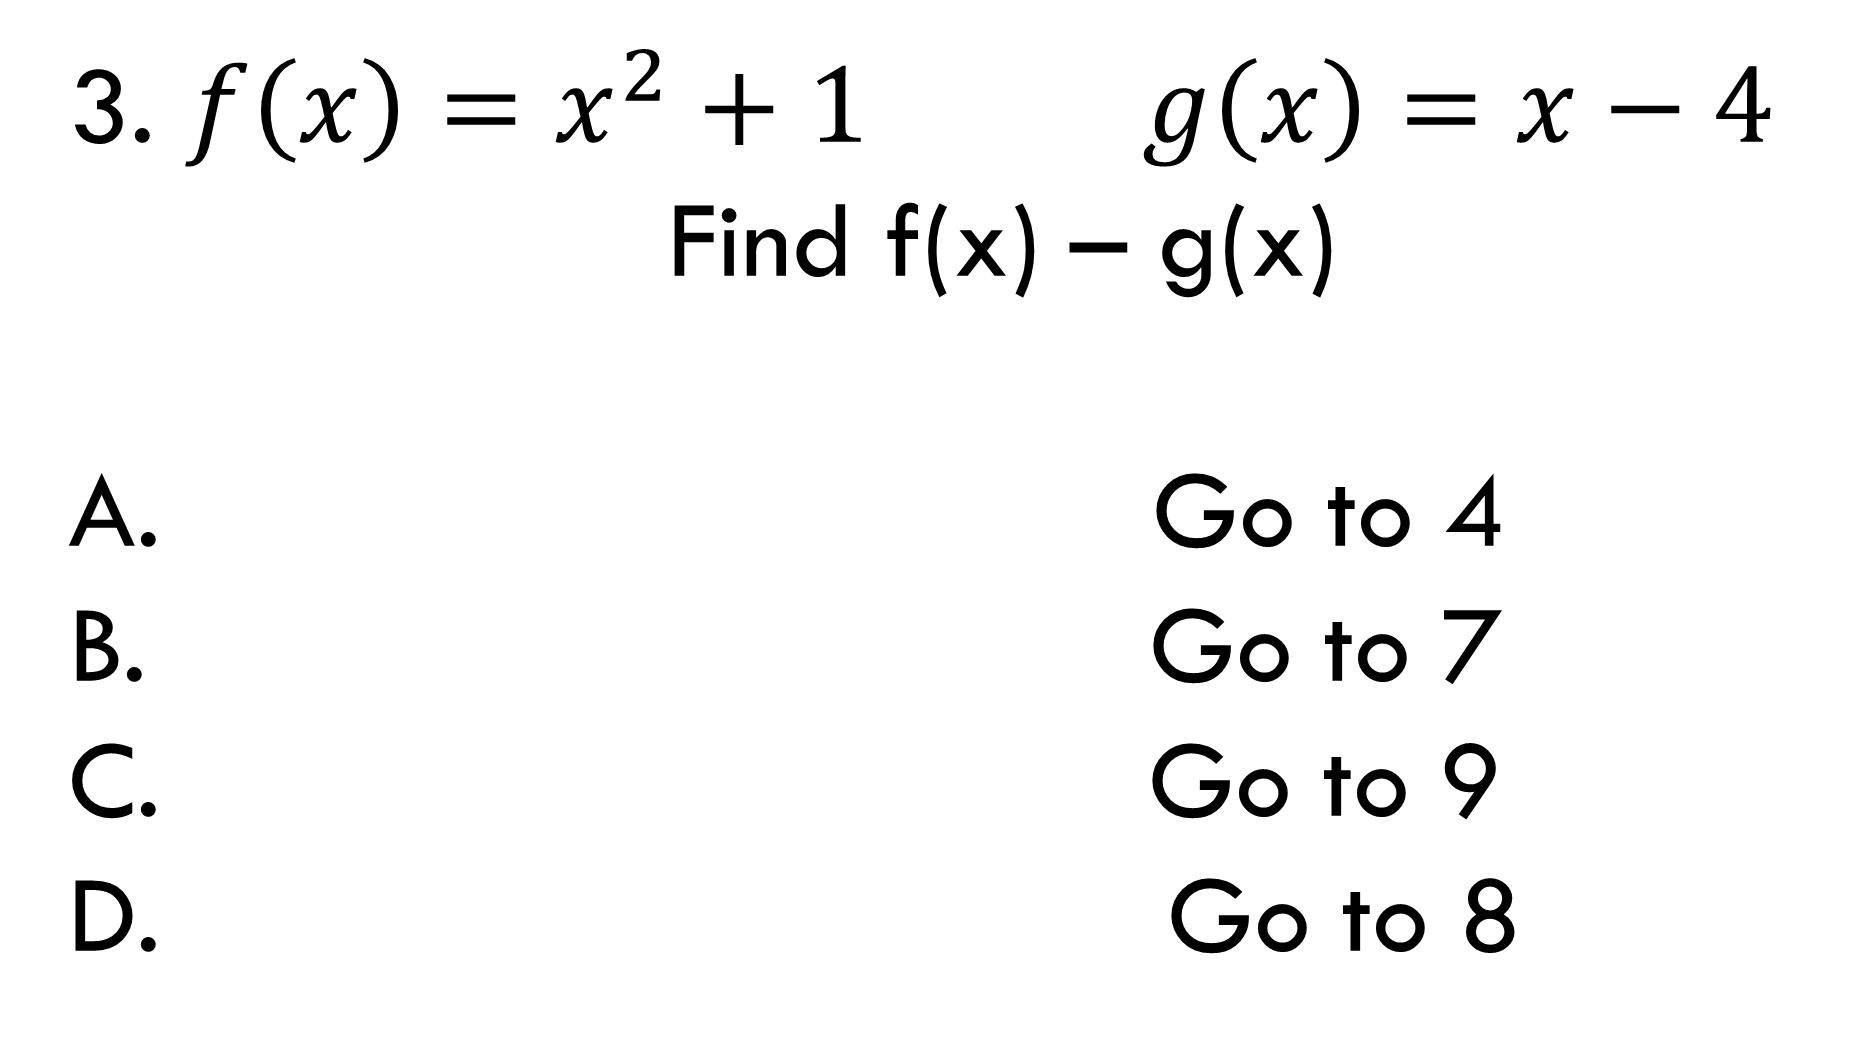 3. f(x) = x² + 1 g(x) = x − 4
Find f(x) – g(x)
A. Go to 4
B. Go to 7
C. Go to 9
D. Go to 8